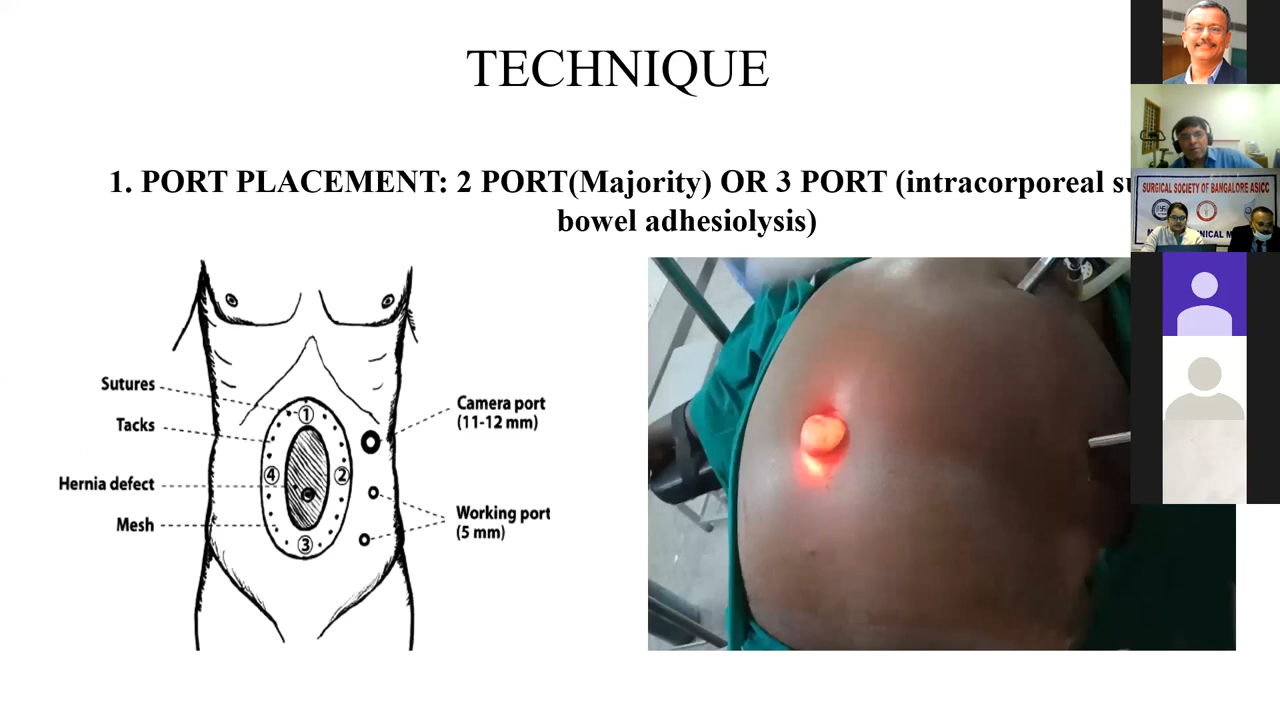 TECHNIQUE
1. PORT PLACEMENT: 2 PORT(Majority) OR 3 PORT (intracorporeal
bowel adhesiolysis)
SURGICAL SOCIETY OF BANGALORE ASICC
Sutures
Tacks
Hernia defect
Mesh
1
2
3
4
Camera port
(11-12 mm)
Working port
(5 mm)